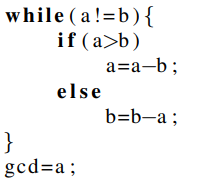 while(a!=b){
if(a>b)
a=a−b;
else
b=b−a;
}
gcd=a;